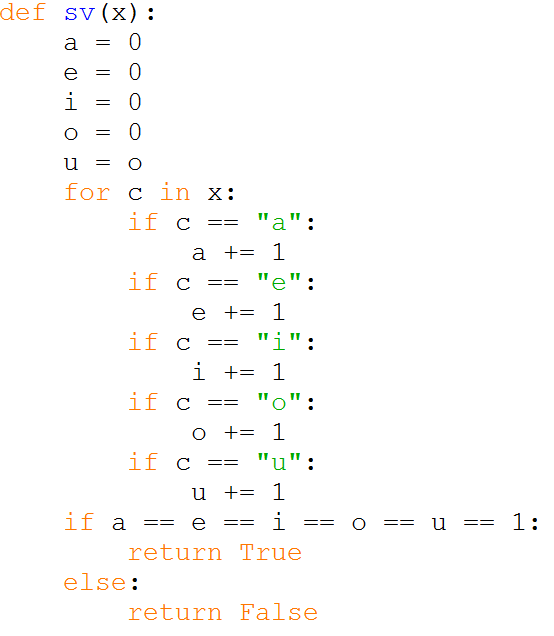 def sv(x):
    a = 0
    e = 0
    i = 0
    o = 0
    u = o
    for c in x:
        if c == "a":
            a += 1
        if c == "e":
            e += 1
        if c == "i":
            i += 1
        if c == "o":
            o += 1
        if c == "u":
            u += 1
    if a == e == i == o == u == 1:
        return True
    else:
        return False